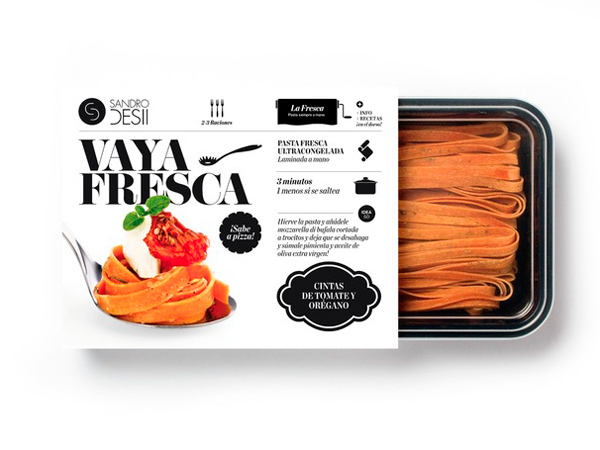 SANDRO
DESII
2-3 Raciones
La Fresca
Pasta siempre a mano
+ INFO
+ RECETAS
¡en el dorso!
VAYA
FRESCA
PASTA FRESCA
ULTRACONGELADA
Laminada a mano
3 minutos
1 menos si se saltea
IDEA
SD
¡Sabe
a pizza!
Hierve la pasta y añádele
mozzarella di bufala cortada
a trocitos y deja que se deshaga
y súmale pimienta y aceite de
oliva extra virgen!
CINTAS
DE TOMATE Y
ORÉGANO